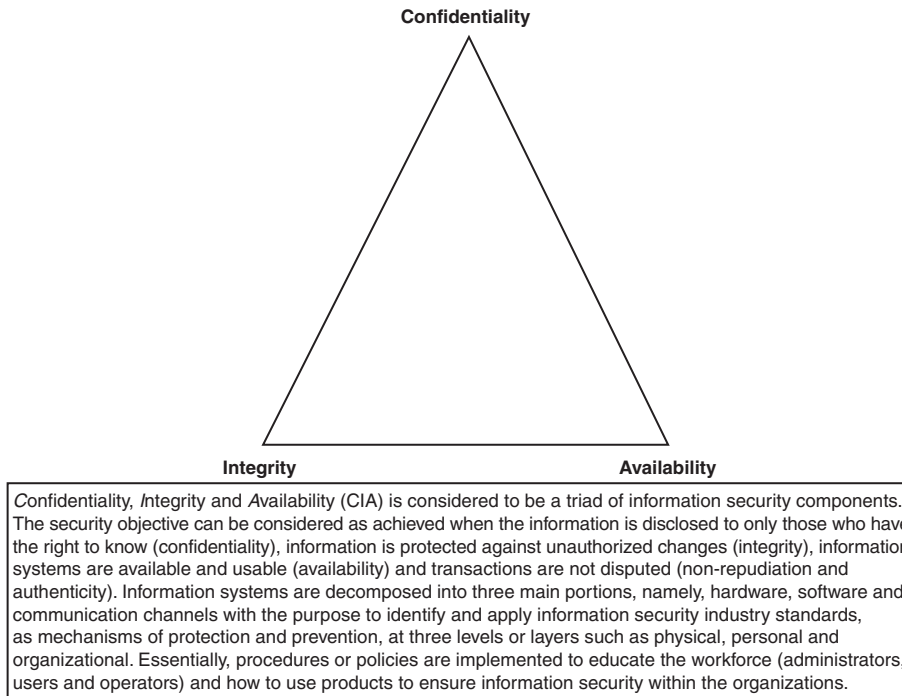 Confidentiality
Integrity Availability
Confidentiality, Integrity and Availability (CIA) is considered to be a triad of information security components.
The security objective can be considered as achieved when the information is disclosed to only those who have
the right to know (confidentiality), information is protected against unauthorized changes (integrity), information
systems are available and usable (availability) and transactions are not disputed (non-repudiation and
authenticity). Information systems are decomposed into three main portions, namely, hardware, software and
communication channels with the purpose to identify and apply information security industry standards,
as mechanisms of protection and prevention, at three levels or layers such as physical, personal and
organizational. Essentially, procedures or policies are implemented to educate the workforce (administrators,
users and operators) and how to use products to ensure information security within the organizations.